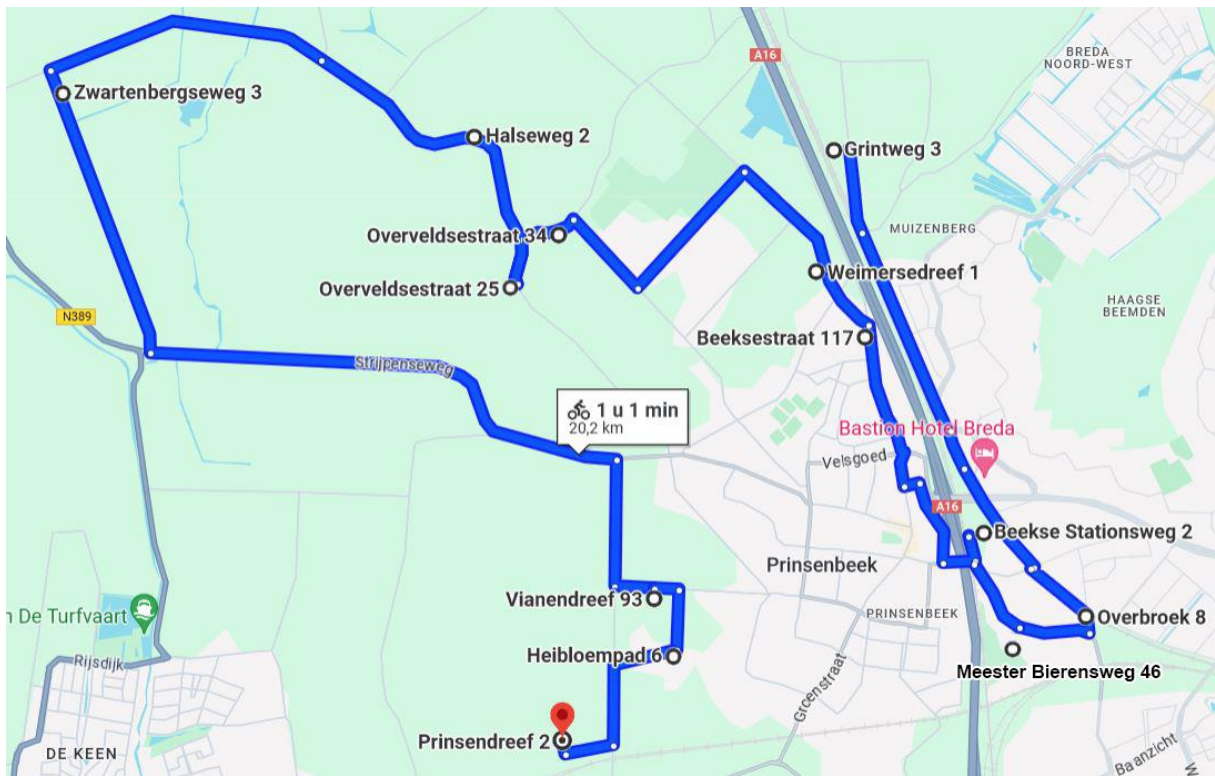 A16
BREDA
NOORD-WEST
Zwartenbergseweg 3
Halseweg 2
Grintweg 3
Overveldsestraat 34
MUIZENBERG
Overveldsestraat 25
Weimersedreef 1
HAAGSE
BEEMDEN
N389
Beeksestraat 117
Strijpenseweg
1 u 1 min
20,2 km
Bastion Hotel Breda
Velsgoed
A16
Beekse Stationsweg 2
Prinsenbeek
Vianendreef 93
PRINSENBEEK
Overbroek 8
n De Turfvaart
Rijsdijk
Heibloempad 6
Meester Bierensweg 46
Groenstraat
Prinsendreef 2
DE KEEN
Baanzicht
W